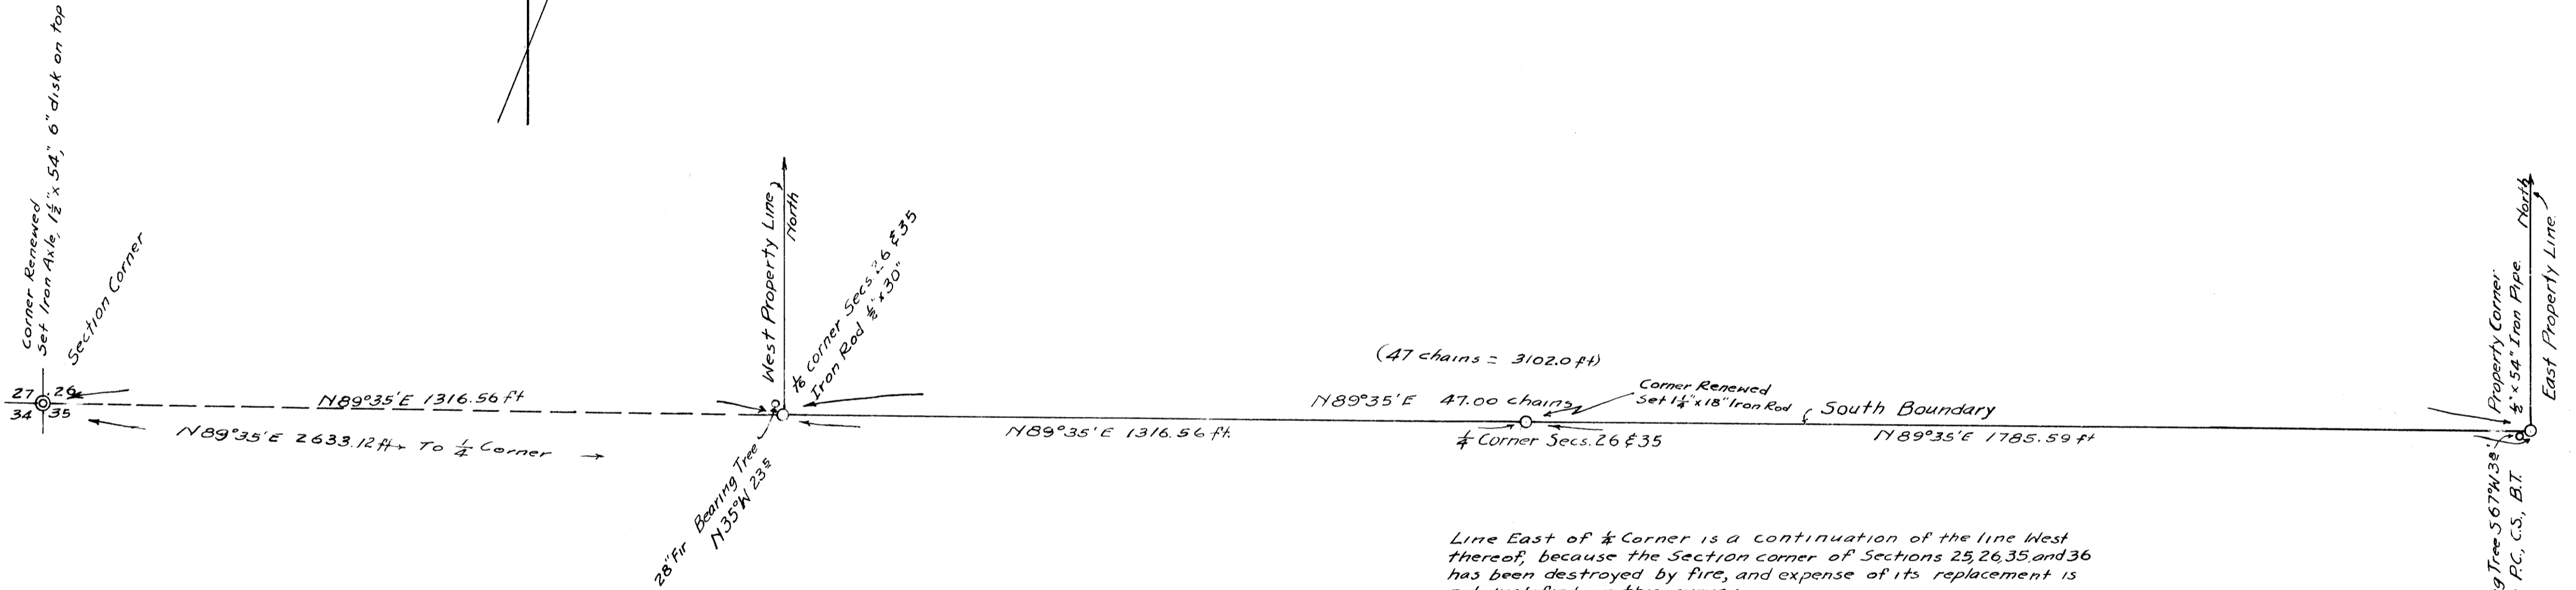 Corner Renewed
Set Iron Axle, 1½" x 54", 6" disk on top
Section Corner
27 26
34 35
N89°35'E 1316.56 ft
N89°35'E 2633.12 ft To ¼ Corner
West Property Line
North
1/16 corner Secs. 26 & 35
Iron Rod ½" x 30"
28" Fir Bearing Tree
N35°W 23.5
N89°35'E 1316.56 ft.
(47 chains = 3102.0 ft)
N89°35'E 47.00 chains
Corner Renewed
Set 1¼" x 18" Iron Rod
South Boundary
¼ Corner Secs. 26 & 35
N89°35'E 1785.59 ft
Property Corner
½" x 54" Iron Pipe.
North
East Property Line.
Tree S67°W
P.C., C.S., B.T.
Line East of ¼ Corner is a continuation of the line West
thereof, because the Section corner of Sections 25, 26, 35, and 36
has been destroyed by fire, and expense of its replacement is